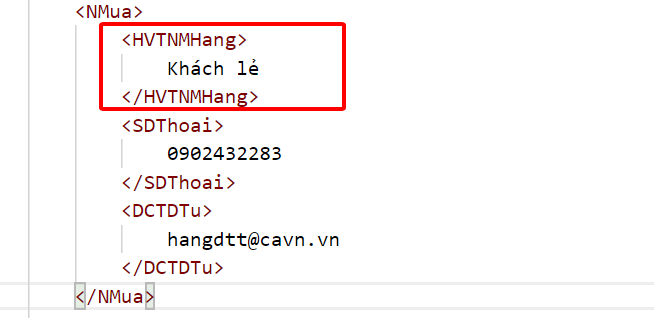 <NMua>
<HVTNMHang>
Khách lẻ
</HVTNMHang>
<SDThoai>
0902432283
</SDThoai>
<DCTDTu>
hangdtt@cavn.vn
</DCTDTu>
</NMua>